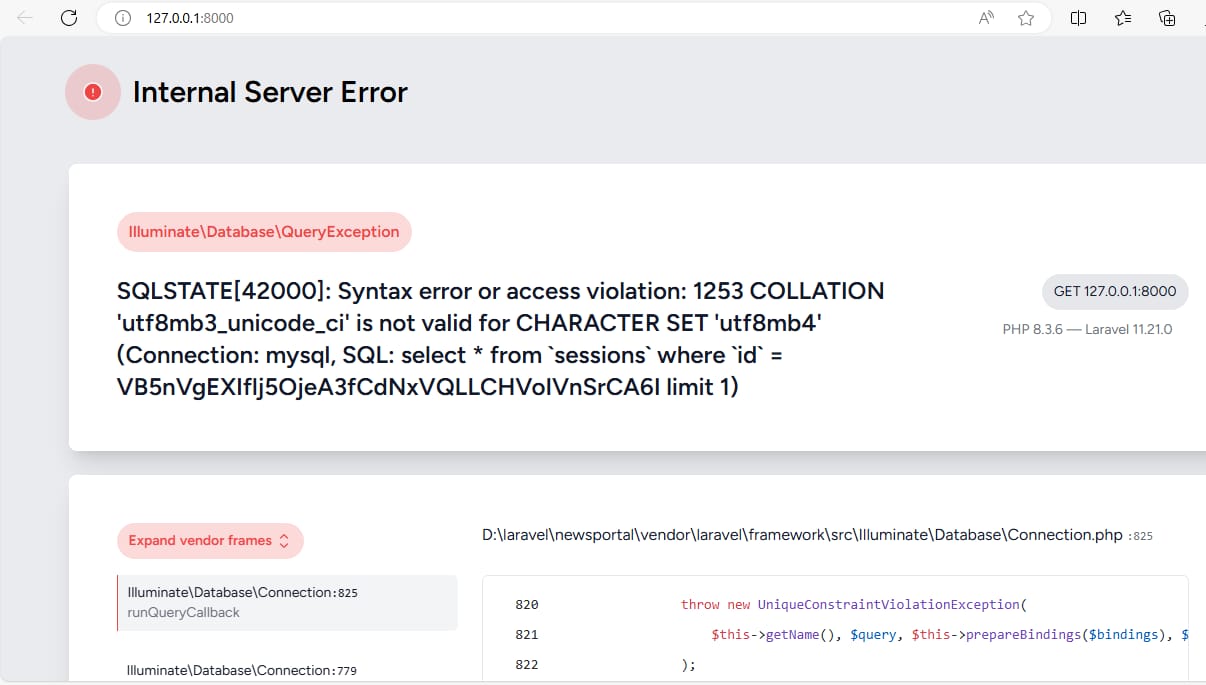 127.0.0.1:8000
Internal Server Error
Illuminate\Database\QueryException
SQLSTATE[42000]: Syntax error or access violation: 1253 COLLATION
'utf8mb3_unicode_ci' is not valid for CHARACTER SET 'utf8mb4'
(Connection: mysql, SQL: select * from `sessions` where `id` =
VB5nVgEXIfIj5OjeA3fCdNxVQLLCHVoIVnSrCA6I limit 1)
GET 127.0.0.1:8000
PHP 8.3.6 — Laravel 11.21.0
Expand vendor frames
D:\laravel\newsportal\vendor\laravel\framework\src\Illuminate\Database\Connection.php :825
Illuminate\Database\Connection:825
runQueryCallback
Illuminate\Database\Connection:779
820 throw new UniqueConstraintViolationException(
821 $this->getName(), $query, $this->prepareBindings($bindings), $
822 );